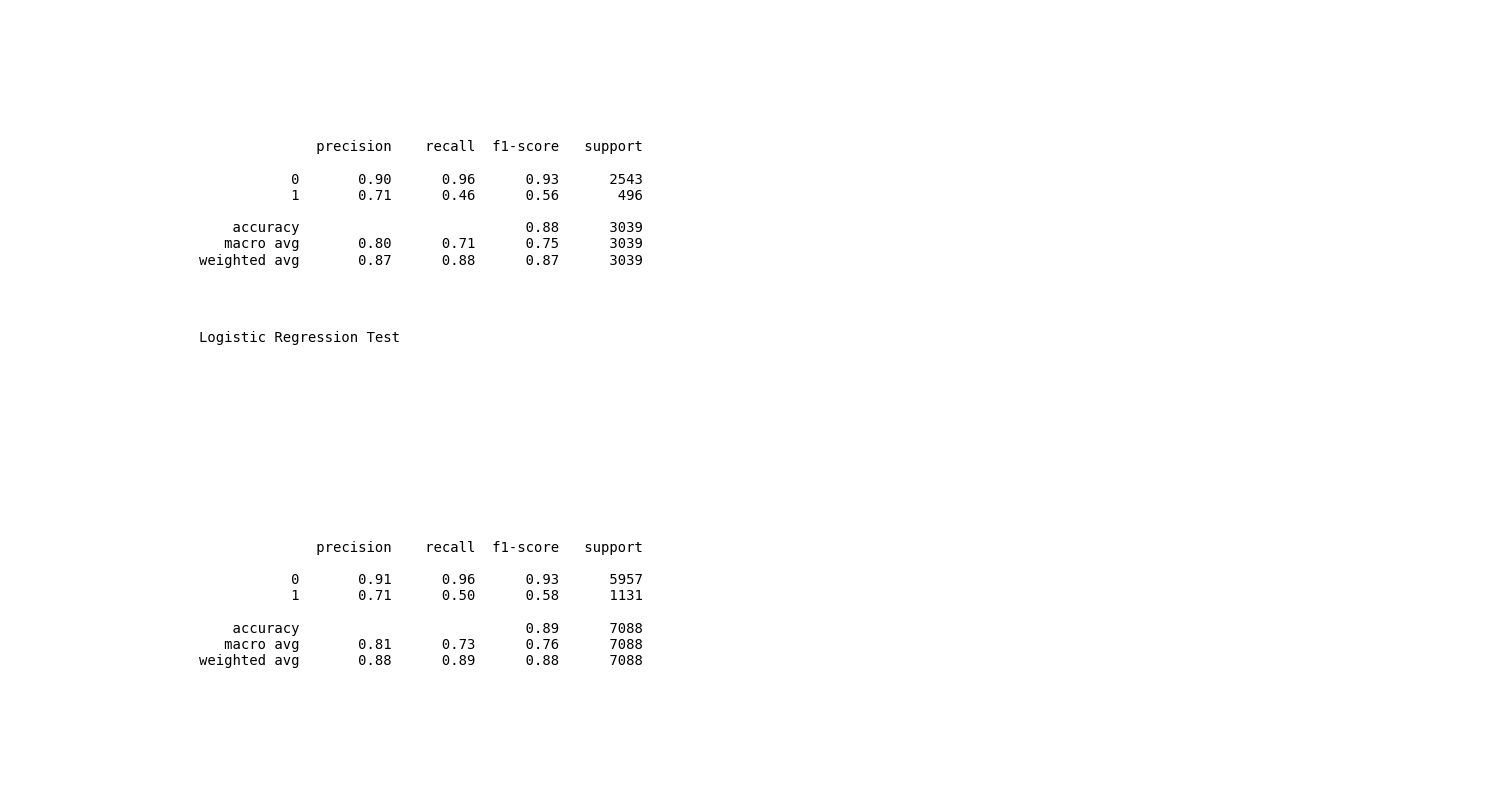 precision    recall  f1-score   support
0       0.90      0.96      0.93      2543
1       0.71      0.46      0.56       496
accuracy                           0.88      3039
macro avg       0.80      0.71      0.75      3039
weighted avg       0.87      0.88      0.87      3039
Logistic Regression Test
precision    recall  f1-score   support
0       0.91      0.96      0.93      5957
1       0.71      0.50      0.58      1131
accuracy                           0.89      7088
macro avg       0.81      0.73      0.76      7088
weighted avg       0.88      0.89      0.88      7088